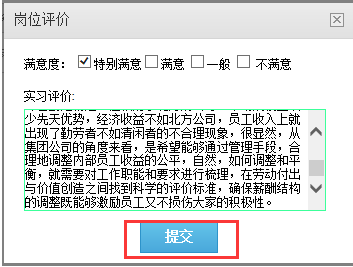 岗位评价
满意度： 特别满意 满意 一般 不满意
实习评价:
少先天优势，经济收益不如北方公司，员工收入上就
出现了勤劳者不如清闲者的不合理现象，很显然，从
集团公司的角度来看，是希望能够通过管理手段，合
理地调整内部员工收益的公平，自然，如何调整和平
衡，就需要对工作职能和要求进行梳理，在劳动付出
与价值创造之间找到科学的评价标准，确保薪酬结构
的调整既能够激励员工又不损伤大家的积极性。
提交